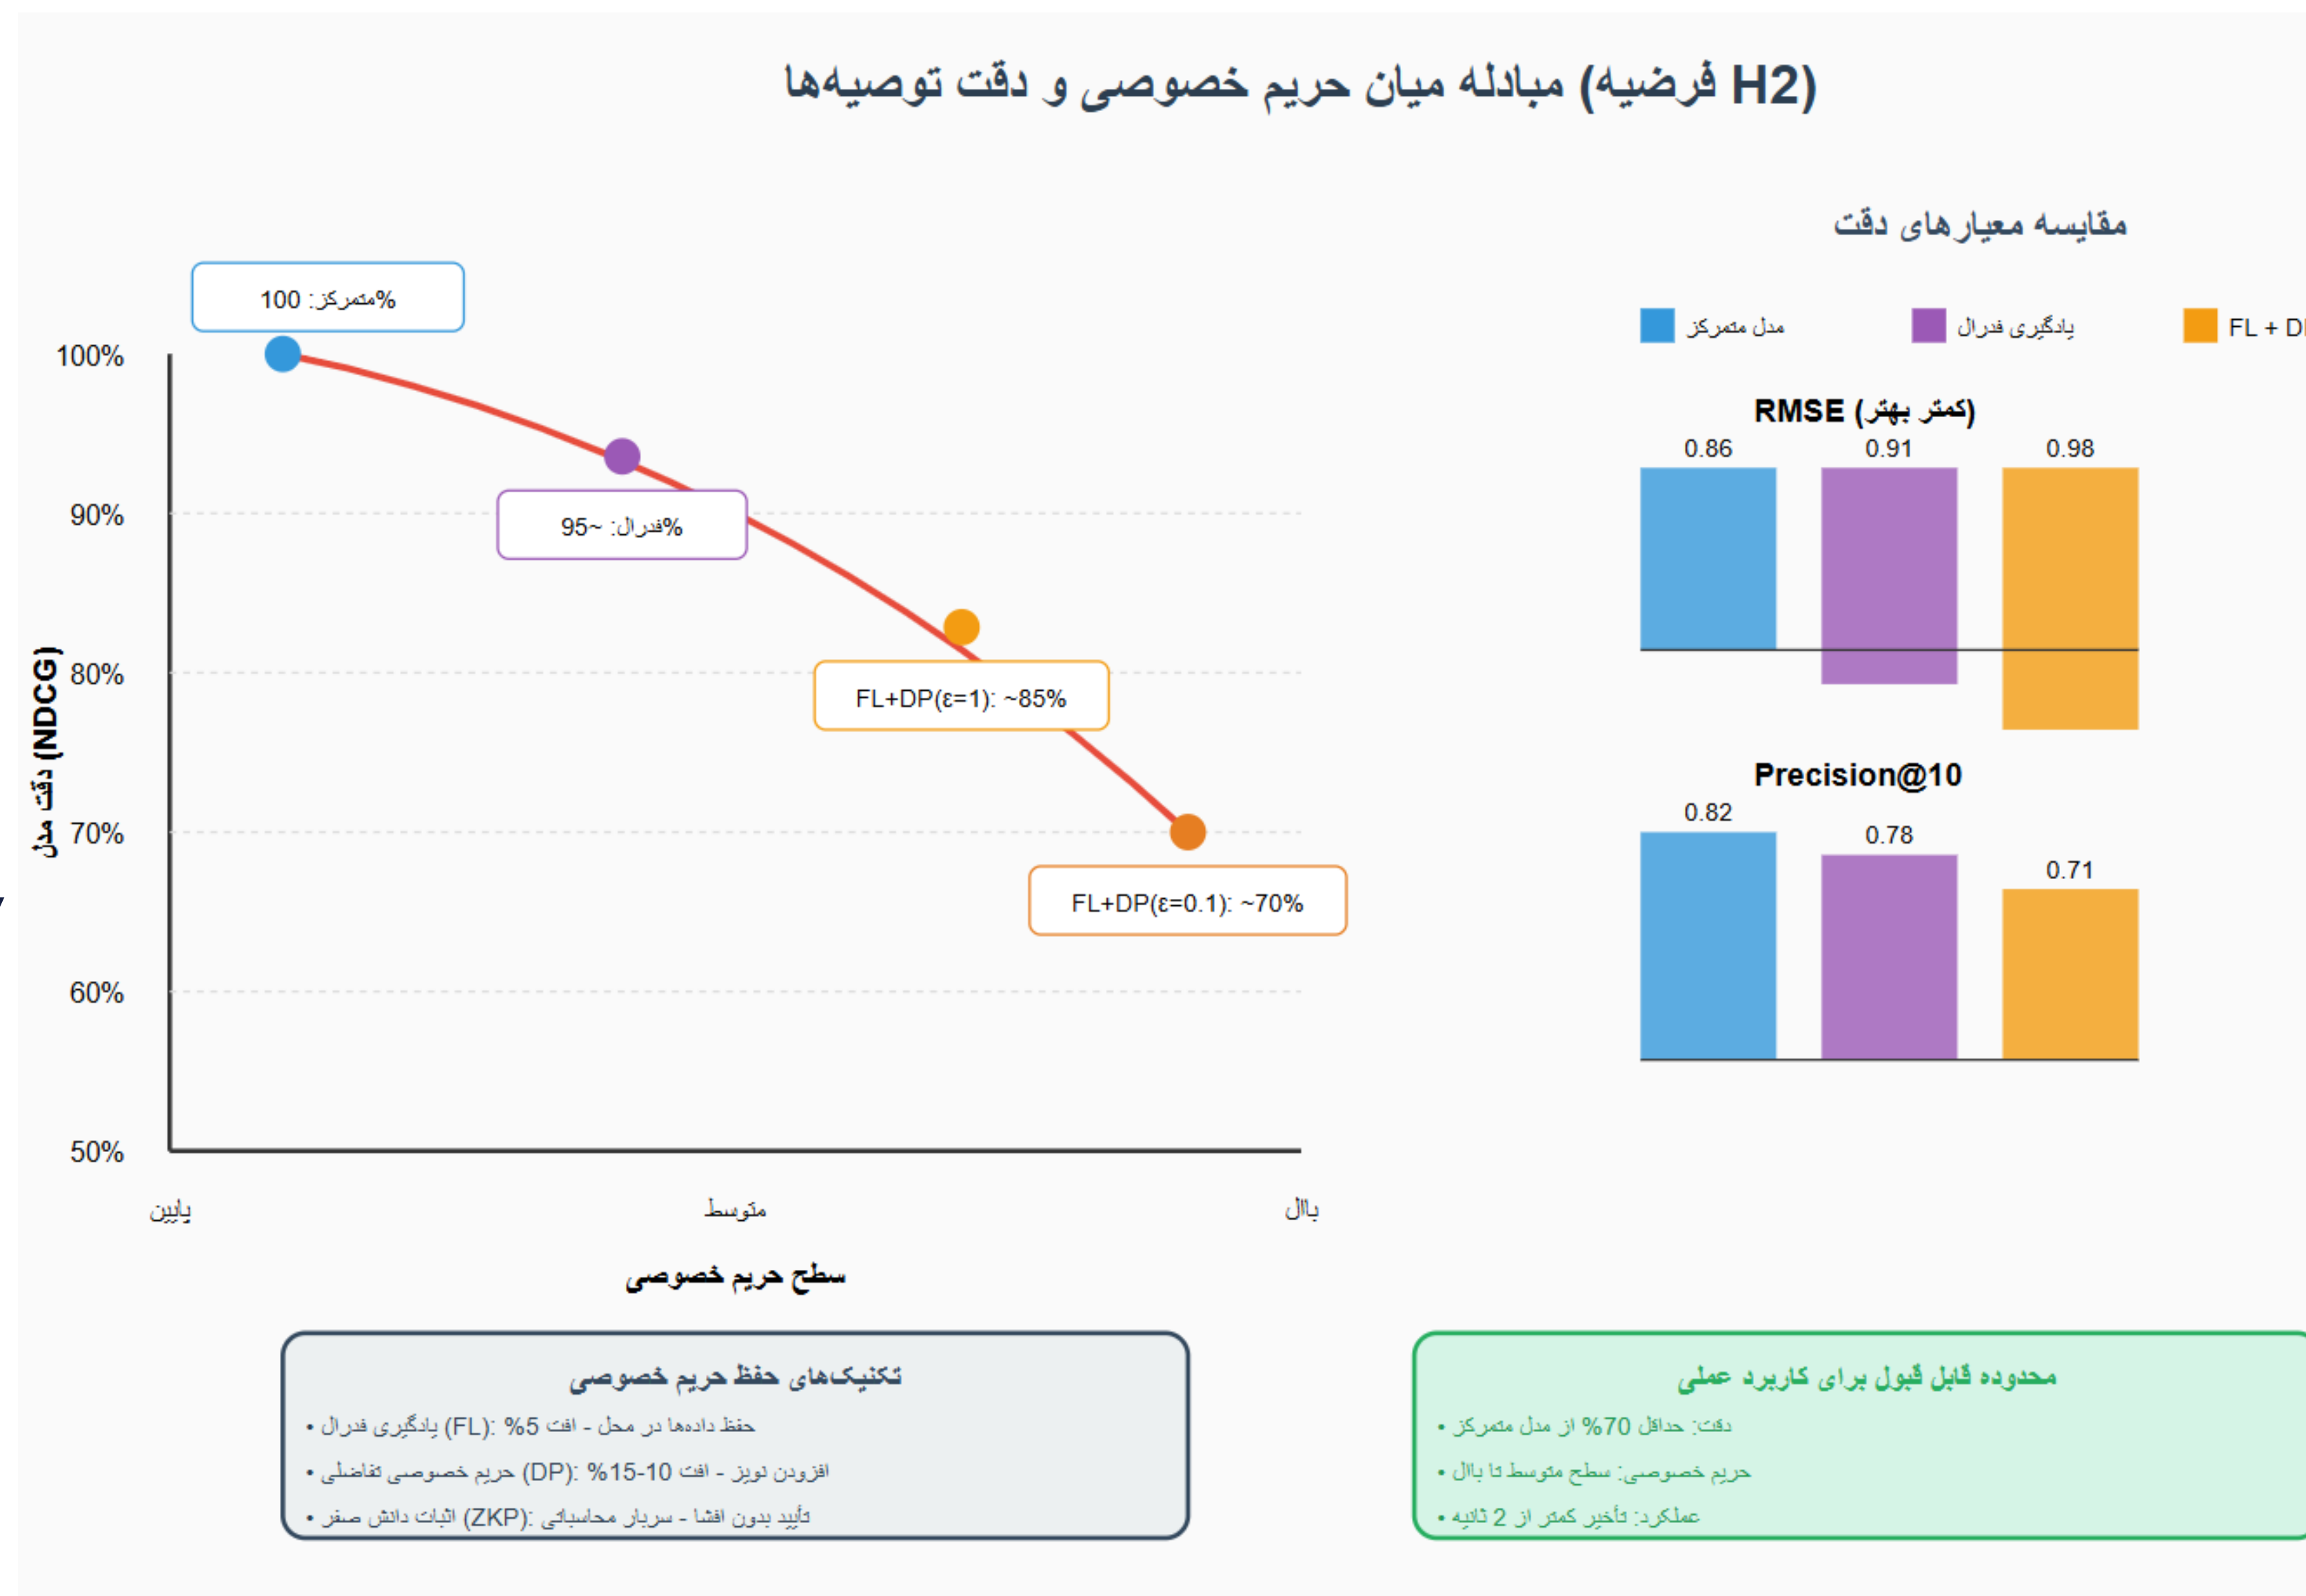 (فرضیه H2) مبادله میان حریم خصوصی و دقت توصیه‌ها
متمرکز: 100%
فدرال: ~95%
FL+DP(ε=1): ~85%
FL+DP(ε=0.1): ~70%
100%
90%
80%
70%
60%
50%
دقت مدل (NDCG)
پایین
متوسط
باال
سطح حریم خصوصی
مقایسه معیارهای دقت
مدل متمرکز
یادگیری فدرال
FL + D
RMSE (کمتر بهتر)
0.86
0.91
0.98
Precision@10
0.82
0.78
0.71
تکنیک‌های حفظ حریم خصوصی
• یادگیری فدرال (FL): حفظ داده‌ها در محل - افت 5%
• حریم خصوصی تفاضلی (DP): افزودن نویز - افت 10-15%
• اثبات دانش صفر (ZKP): تأیید بدون افشا - سربار محاسباتی
محدوده قابل قبول برای کاربرد عملی
• دقت: حداقل 70% از مدل متمرکز
• حریم خصوصی: سطح متوسط تا باال
• عملکرد: تأخیر کمتر از 2 ثانیه